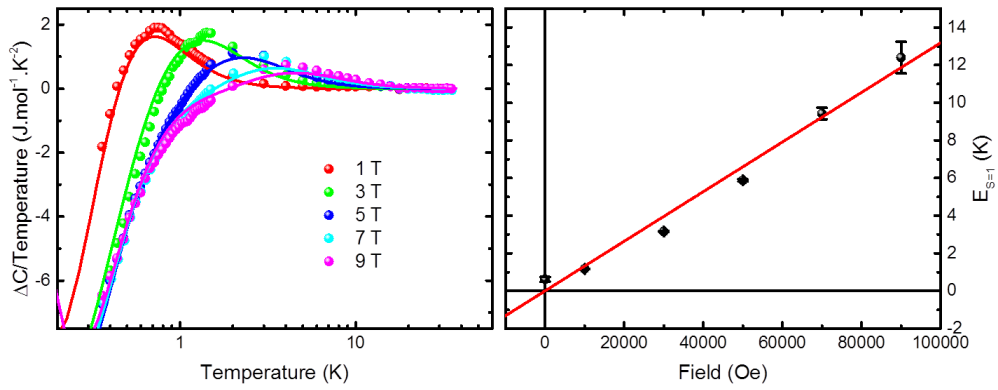 ΔC/Temperature (J.mol⁻¹.K⁻²)
2
0
-2
-4
-6
1 T
3 T
5 T
7 T
9 T
1
10
Temperature (K)
14
12
10
8
6
4
2
0
-2
E_{S=1} (K)
0
20000
40000
60000
80000
100000
Field (Oe)